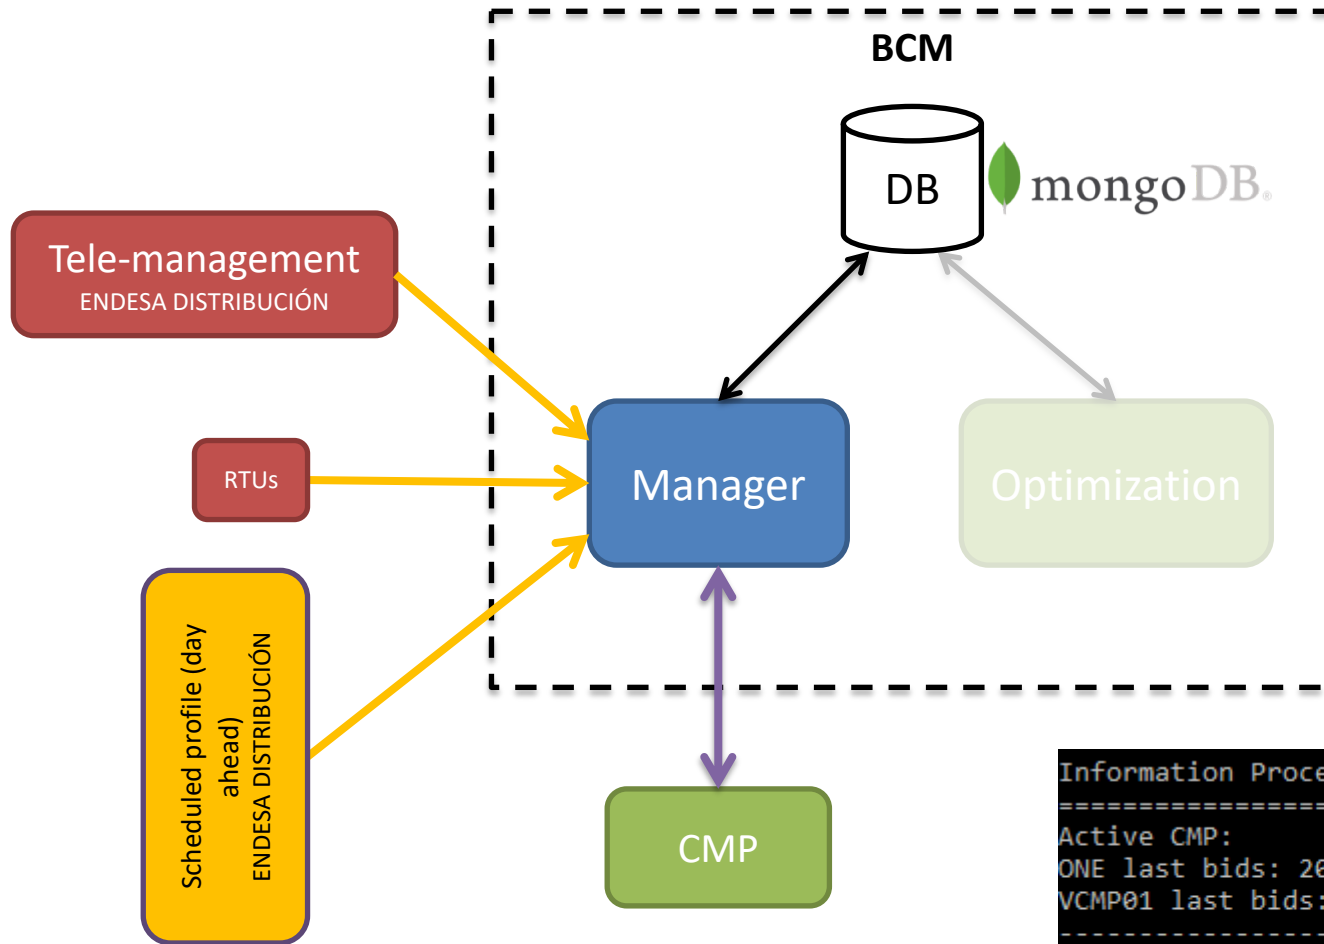 BCM
DB
mongoDB®
Tele-management
ENDESA DISTRIBUCIÓN
RTUs
Manager
Optimization
Scheduled profile (day
ahead)
ENDESA DISTRIBUCIÓN
CMP
Information Proce
==================
Active CMP:
ONE last bids: 20
VCMP01 last bids:
------------------